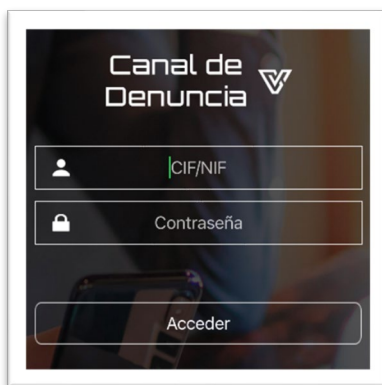 Canal de
Denuncia
CIF/NIF
Contraseña
Acceder